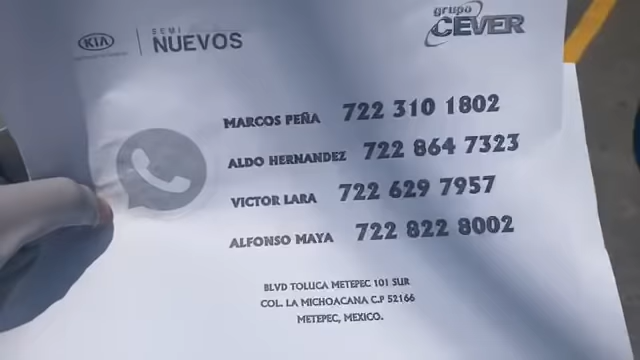 KIA
SEMI
NUEVOS
grupo
CEVER
MARCOS PEÑA 722 310 1802
ALDO HERNANDEZ 722 864 7323
VICTOR LARA 722 629 7957
ALFONSO MAYA 722 822 8002
BLVD TOLUCA METEPEC 101 SUR
COL. LA MICHOACANA C.P 52166
METEPEC, MEXICO.